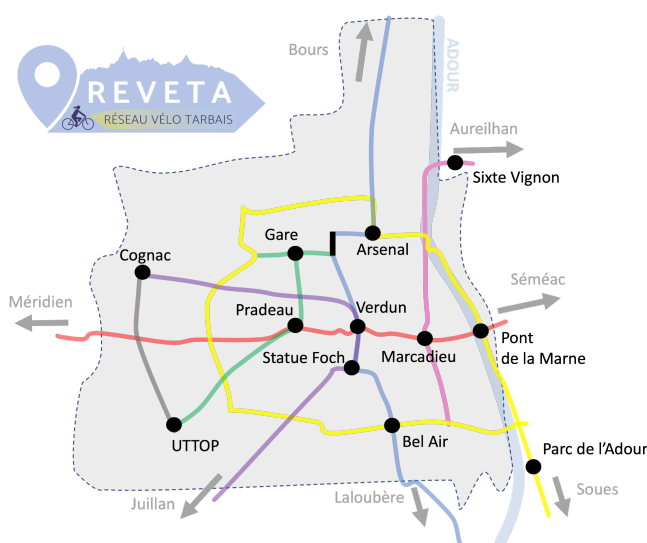 Bours
ADOUR
REVETA
RÉSEAU VÉLO TARBAIS
Aureilhan
Sixte Vignon
Gare
Arsenal
Cognac
Séméac
Méridien
Pradeau
Verdun
Pont
de la Marne
Statue Foch
Marcadieu
UTTOP
Bel Air
Parc de l'Adour
Juillan
Laloubère
Soues